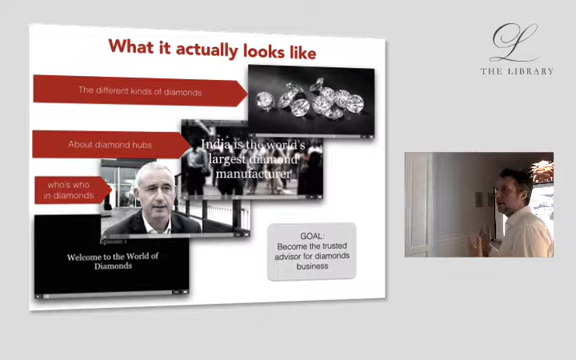 What it actually looks like
L
THE LIBRARY
The different kinds of diamonds
About diamond hubs
India is the world's
largest diamond
manufacturer
who's who
in diamonds
Episode 1
Welcome to the World of
Diamonds
GOAL:
Become the trusted
advisor for diamonds
business